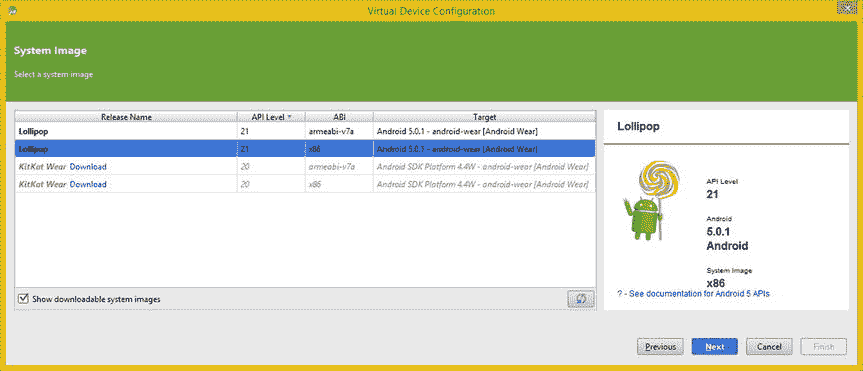 Virtual Device Configuration
System Image
Select a system image
Release Name API Level ABI Target
Lollipop 21 armeabi-v7a Android 5.0.1 - android-wear [Android Wear]
Lollipop 21 x86 Android 5.0.1 - android-wear [Android Wear]
KitKat Wear Download 20 armeabi-v7a Android SDK Platform 4.4W - android-wear [Android Wear]
KitKat Wear Download 20 x86 Android SDK Platform 4.4W - android-wear [Android Wear]
Show downloadable system images
Lollipop
API Level
21
Android
5.0.1
Android
System Image
x86
? - See documentation for Android 5 APIs
Previous Next Cancel Finish